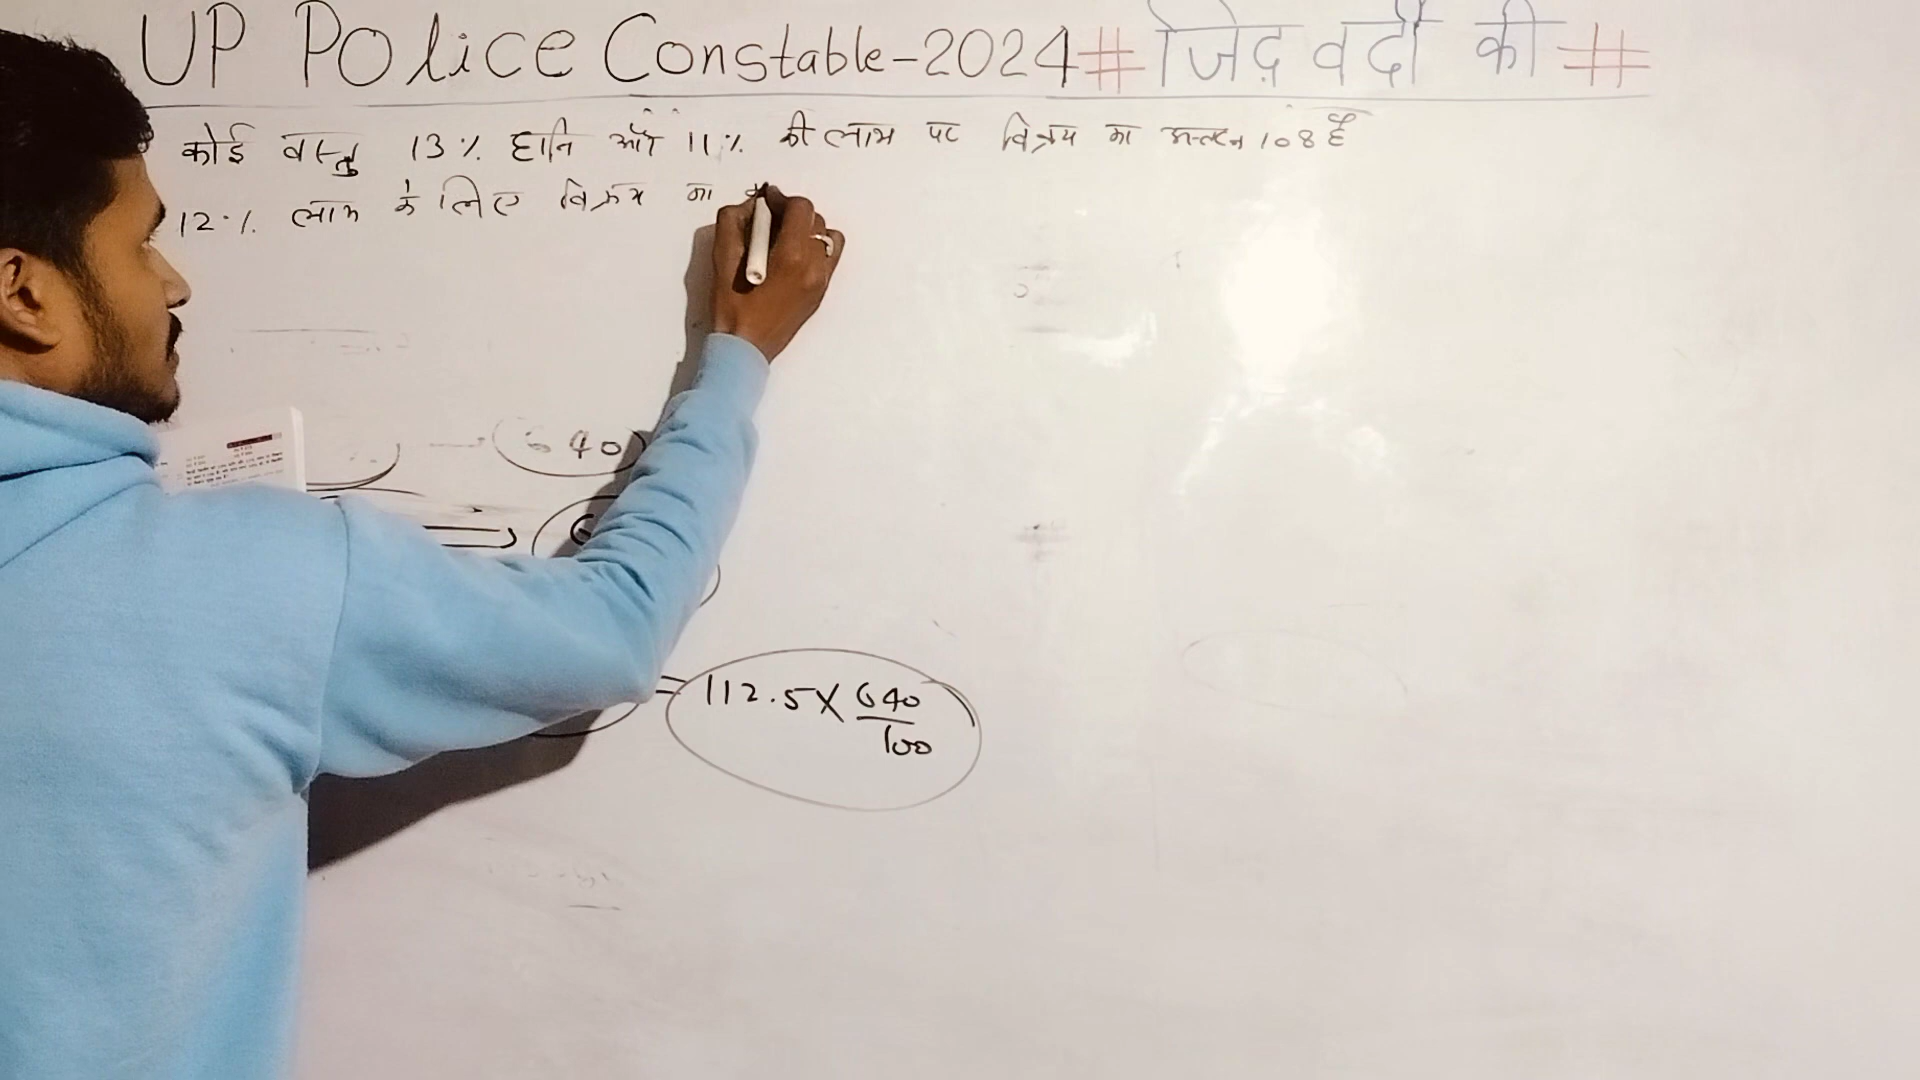 UP Police Constable-2024 # जिद वर्दी की #
कोई वस्तु 13% हानि और 11% की लाभ पर विक्रय का अन्तर 108 है
12% लाभ के लिए विक्रय का
640
= 112.5 X 640
100